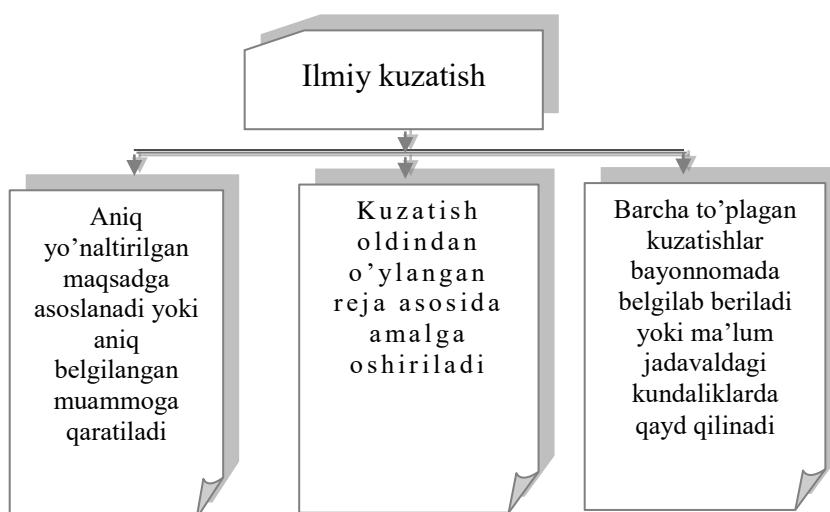 Ilmiy kuzatish
Aniq
yo’naltirilgan
maqsadga
asoslanadi yoki
aniq
belgilangan
muammoga
qaratiladi
Kuzatish
oldindan
o’ylangan
reja asosida
amalga
oshiriladi
Barcha to’plagan
kuzatishlar
bayonnomada
belgilab beriladi
yoki ma’lum
jadavaldagi
kundaliklarda
qayd qilinadi